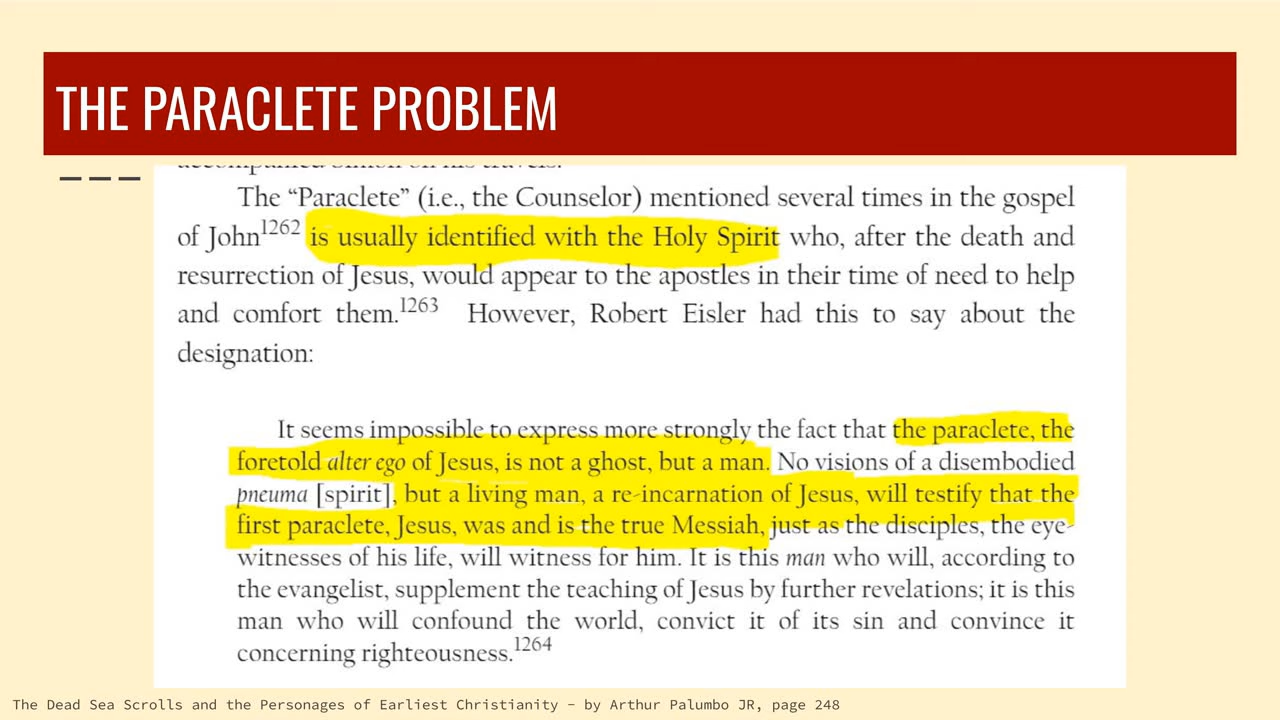 THE PARACLETE PROBLEM
accompanied Simon on his travels.
The “Paraclete” (i.e., the Counselor) mentioned several times in the gospel
of John1262 is usually identified with the Holy Spirit who, after the death and
resurrection of Jesus, would appear to the apostles in their time of need to help
and comfort them.1263 However, Robert Eisler had this to say about the
designation:
It seems impossible to express more strongly the fact that the paraclete, the
foretold alter ego of Jesus, is not a ghost, but a man. No visions of a disembodied
pneuma [spirit], but a living man, a re-incarnation of Jesus, will testify that the
first paraclete, Jesus, was and is the true Messiah, just as the disciples, the eye-
witnesses of his life, will witness for him. It is this man who will, according to
the evangelist, supplement the teaching of Jesus by further revelations; it is this
man who will confound the world, convict it of its sin and convince it
concerning righteousness.1264
The Dead Sea Scrolls and the Personages of Earliest Christianity - by Arthur Palumbo JR, page 248